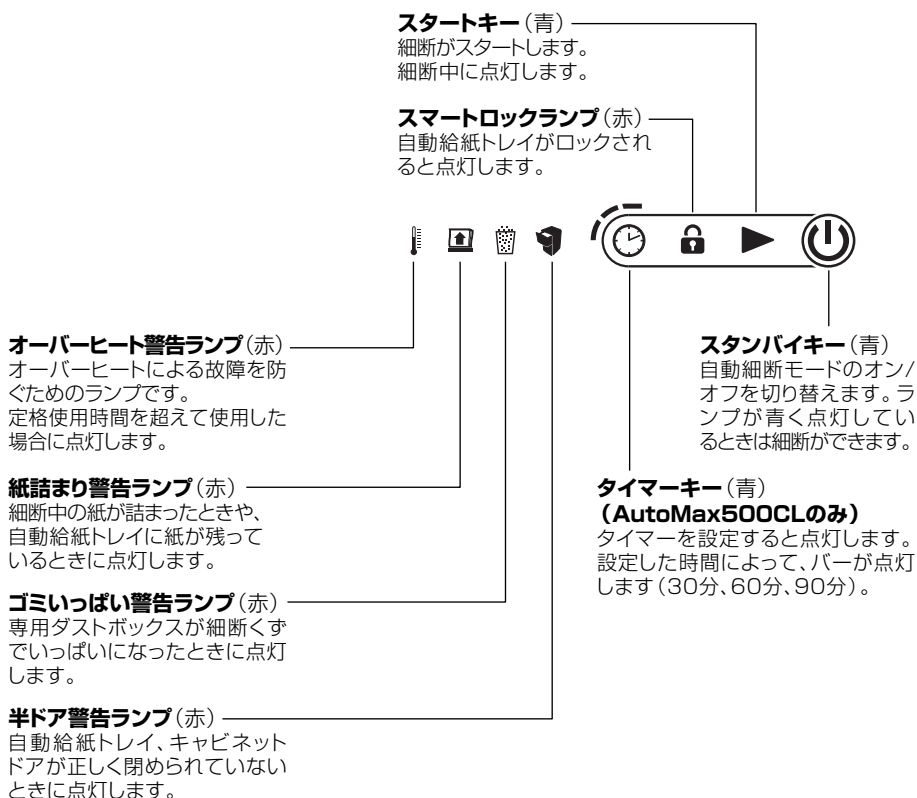 スタートキー（青）
細断がスタートします。
細断中に点灯します。
スマートロックランプ（赤）
自動給紙トレイがロックされ
ると点灯します。
オーバーヒート警告ランプ（赤）
オーバーヒートによる故障を防
ぐためのランプです。
定格使用時間を超えて使用した
場合に点灯します。
紙詰まり警告ランプ（赤）
細断中の紙が詰まったときや、
自動給紙トレイに紙が残って
いるときに点灯します。
ゴミいっぱい警告ランプ（赤）
専用ダストボックスが細断くず
でいっぱいになったときに点灯
します。
半ドア警告ランプ（赤）
自動給紙トレイ、キャビネット
ドアが正しく閉められていない
ときに点灯します。
スタンバイキー（青）
自動細断モードのオン/
オフを切り替えます。ラ
ンプが青く点灯してい
るときは細断ができます。
タイマーキー（青）
（AutoMax500CLのみ）
タイマーを設定すると点灯します。
設定した時間によって、バーが点灯
します（30分、60分、90分）。